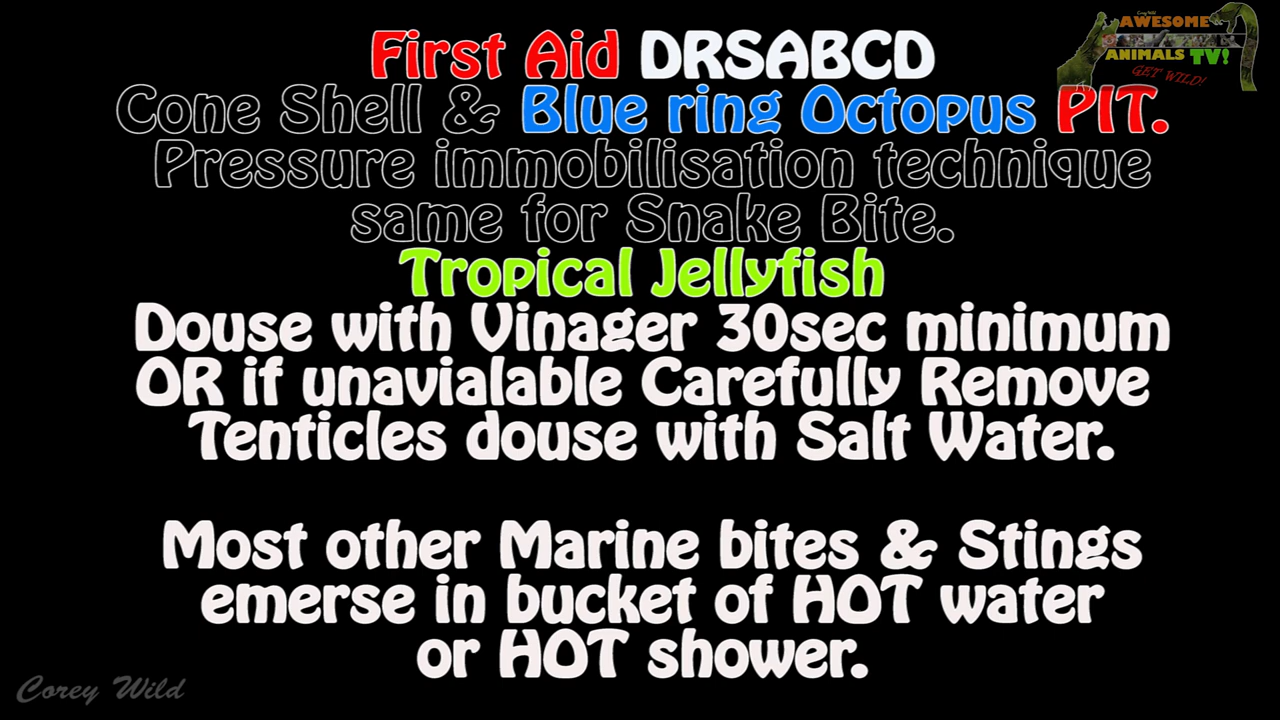 AWESOME
ANIMALS TV!
GET WILD!
First Aid DRSABCD
Cone Shell & Blue ring Octopus PIT.
Pressure immobilisation technique
same for Snake Bite.
Tropical Jellyfish
Douse with Vinager 30sec minimum
OR if unavialable Carefully Remove
Tenticles douse with Salt Water.
Most other Marine bites & Stings
emerse in bucket of HOT water
or HOT shower.
Corey Wild